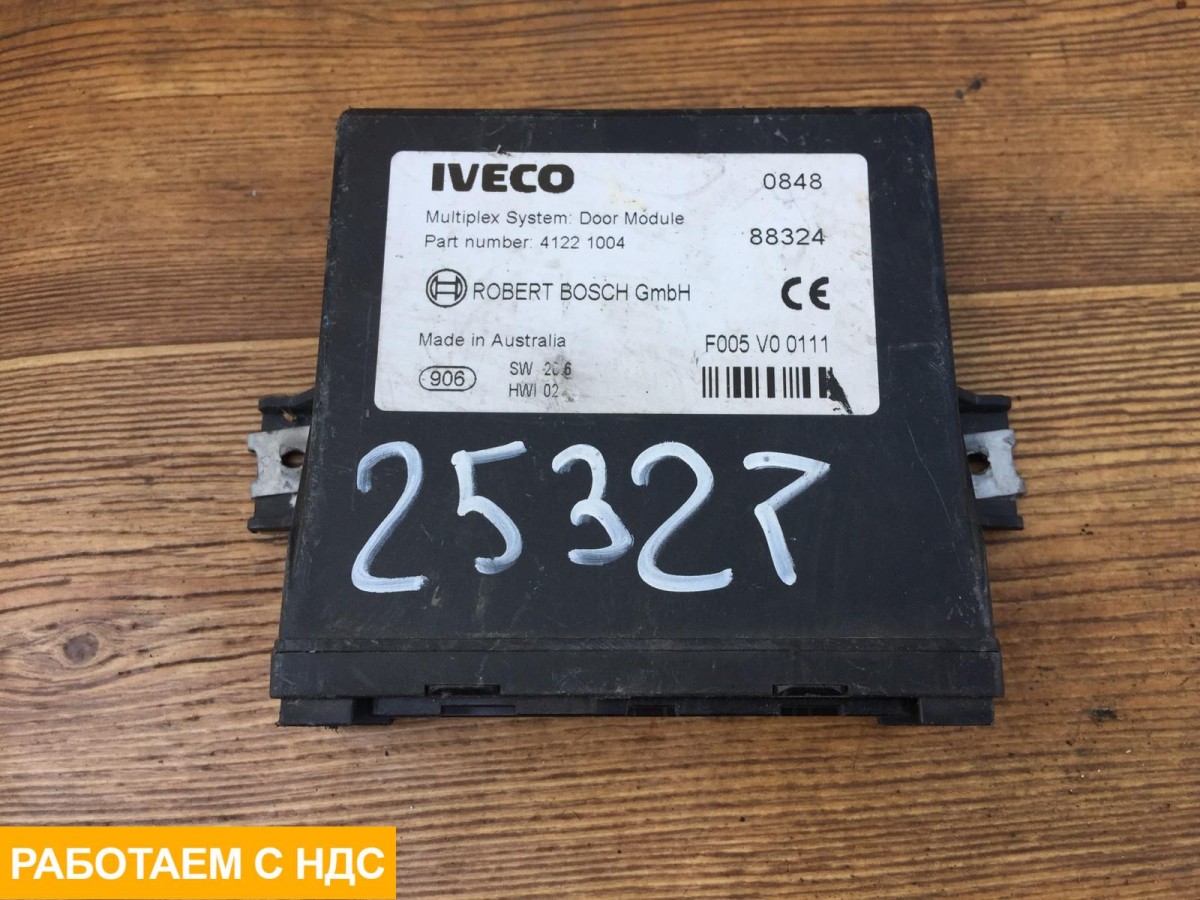 IVECO 0848
Multiplex System: Door Module
Part number: 4122 1004 88324
ROBERT BOSCH GmbH CE
Made in Australia F005 V0 0111
906 SW
HWI 02
25327
РАБОТАЕМ С НДС